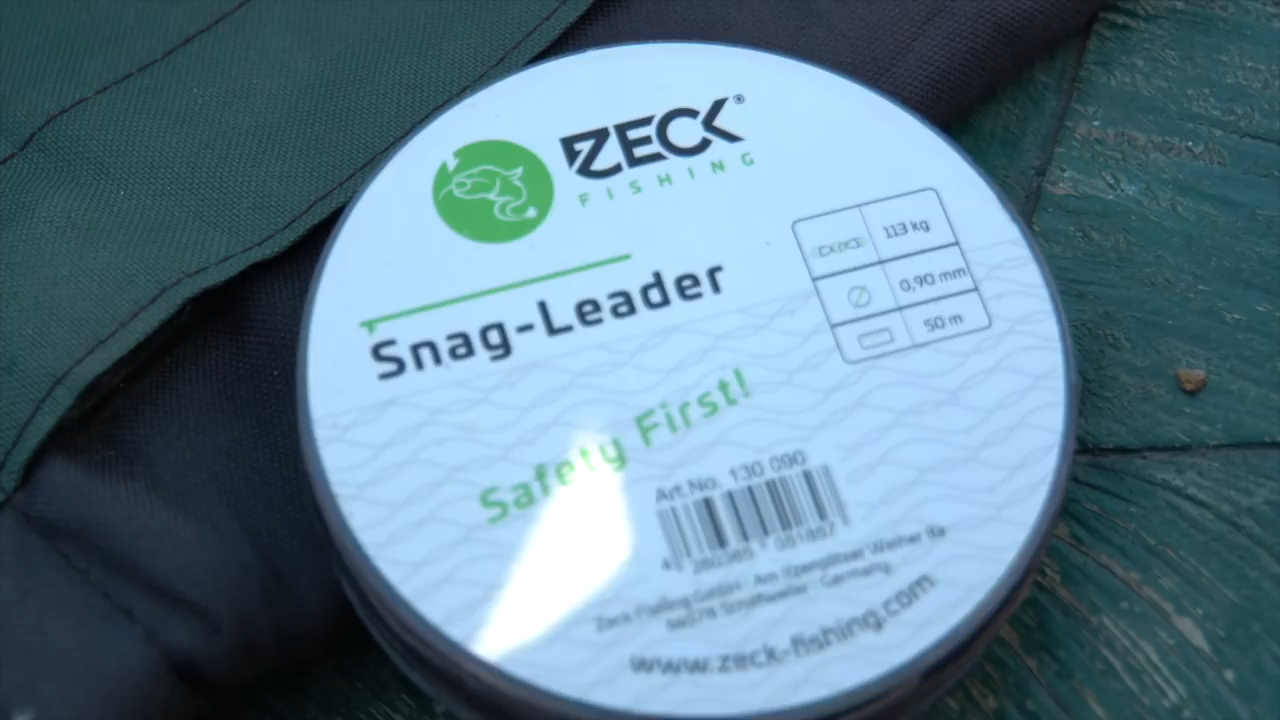 ZECK®
FISHING
113 kg
0,90 mm
50 m
Snag-Leader
Safety First!
Art.No. 130 090
Zeck Fishing GmbH · Am
Germany
www.zeck-fishing.com